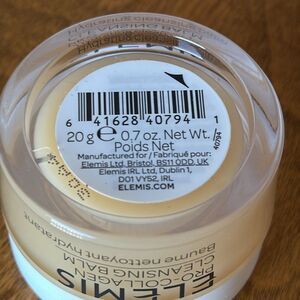 6 41628 40794 1
20 g e 0.7 oz. Net Wt.
Poids Net
40794
Manufactured for / Fabriqué pour:
Elemis Ltd, Bristol, BS11 0DD UK
Elemis IRL Ltd, Dublin 1,
D01 VY52, IRL
ELEMIS.COM
Baume nettoyant hydratant
CLEANSING BALM
PRO-COLLAGEN
ELEMIS